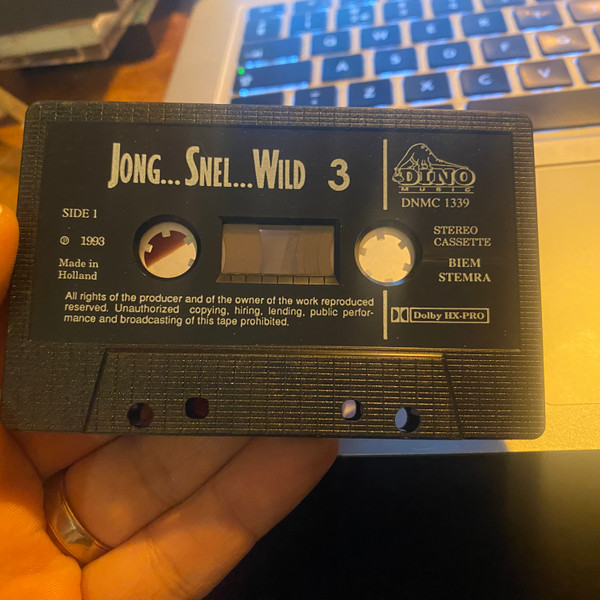 JONG... SNEL... WILD 3
DINO
MUSIC
DNMC 1339
SIDE 1
℗ 1993
Made in
Holland
STEREO
CASSETTE
BIEM
STEMRA
All rights of the producer and of the owner of the work reproduced
reserved. Unauthorized copying, hiring, lending, public perfor-
mance and broadcasting of this tape prohibited.
Dolby HX-PRO
Q
W
E
R
A
S
D
F
Z
X
C
V